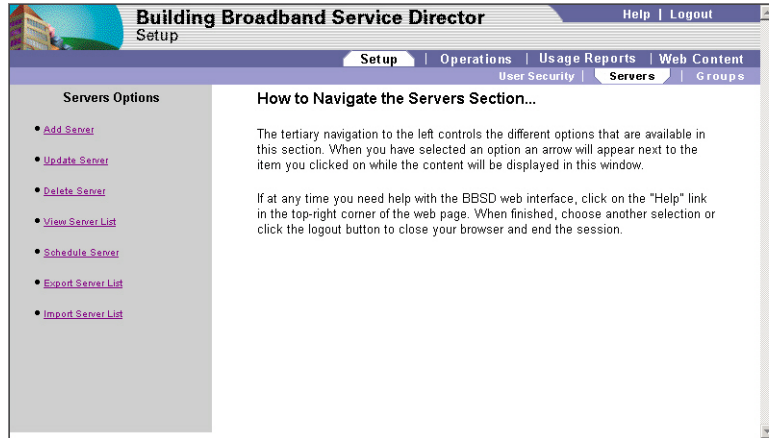 Building Broadband Service Director
Help | Logout
Setup
Setup | Operations | Usage Reports | Web Content
User Security | Servers | Groups
Servers Options
Add Server
Update Server
Delete Server
View Server List
Schedule Server
Export Server List
Import Server List
How to Navigate the Servers Section...
The tertiary navigation to the left controls the different options that are available in
this section. When you have selected an option an arrow will appear next to the
item you clicked on while the content will be displayed in this window.
If at any time you need help with the BBSD web interface, click on the "Help" link
in the top-right corner of the web page. When finished, choose another selection or
click the logout button to close your browser and end the session.